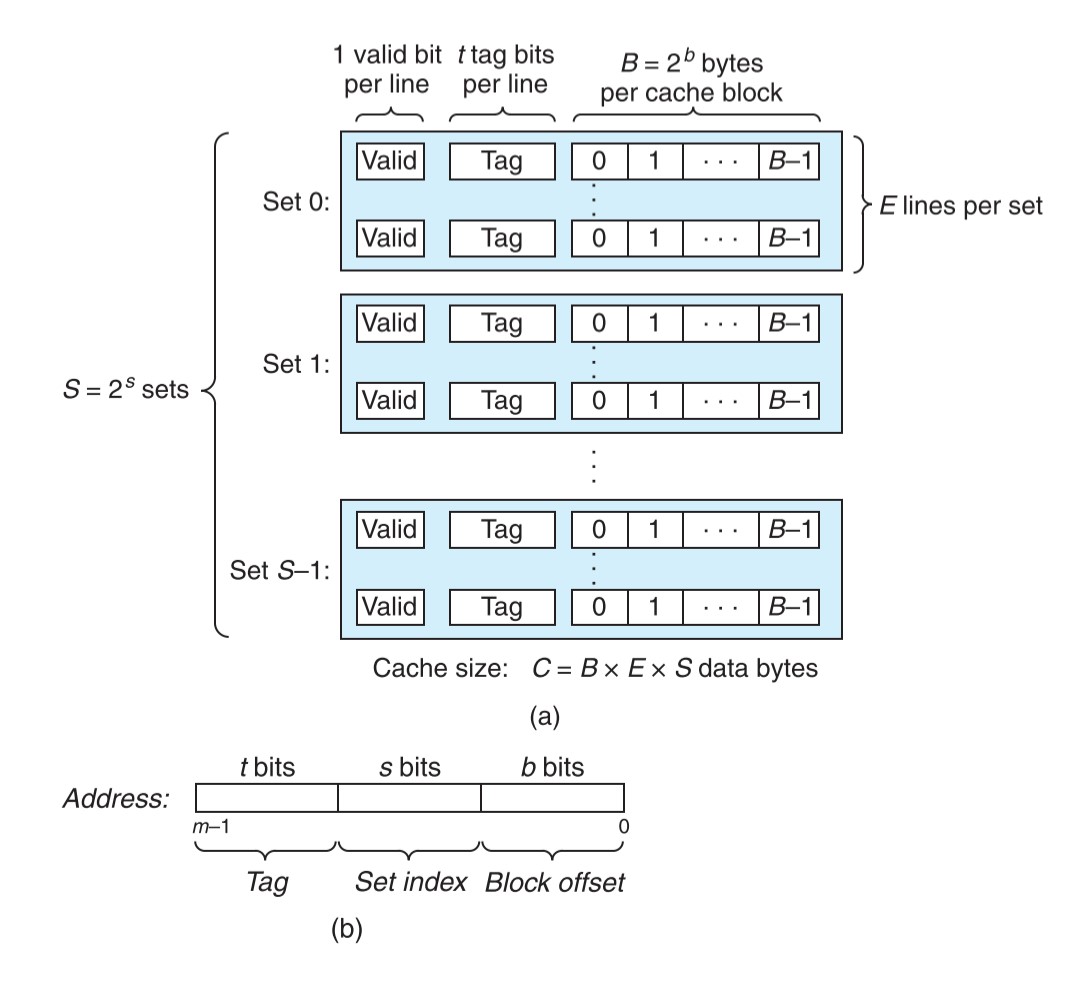 1 valid bit per line
t tag bits per line
B = 2^b bytes per cache block
Valid Tag 0 1 · · · B–1
Set 0:
E lines per set
Valid Tag 0 1 · · · B–1
Valid Tag 0 1 · · · B–1
Set 1:
Valid Tag 0 1 · · · B–1
S = 2^s sets
Valid Tag 0 1 · · · B–1
Set S–1:
Valid Tag 0 1 · · · B–1
Cache size: C = B × E × S data bytes
(a)
t bits s bits b bits
Address:
m–1 0
Tag Set index Block offset
(b)